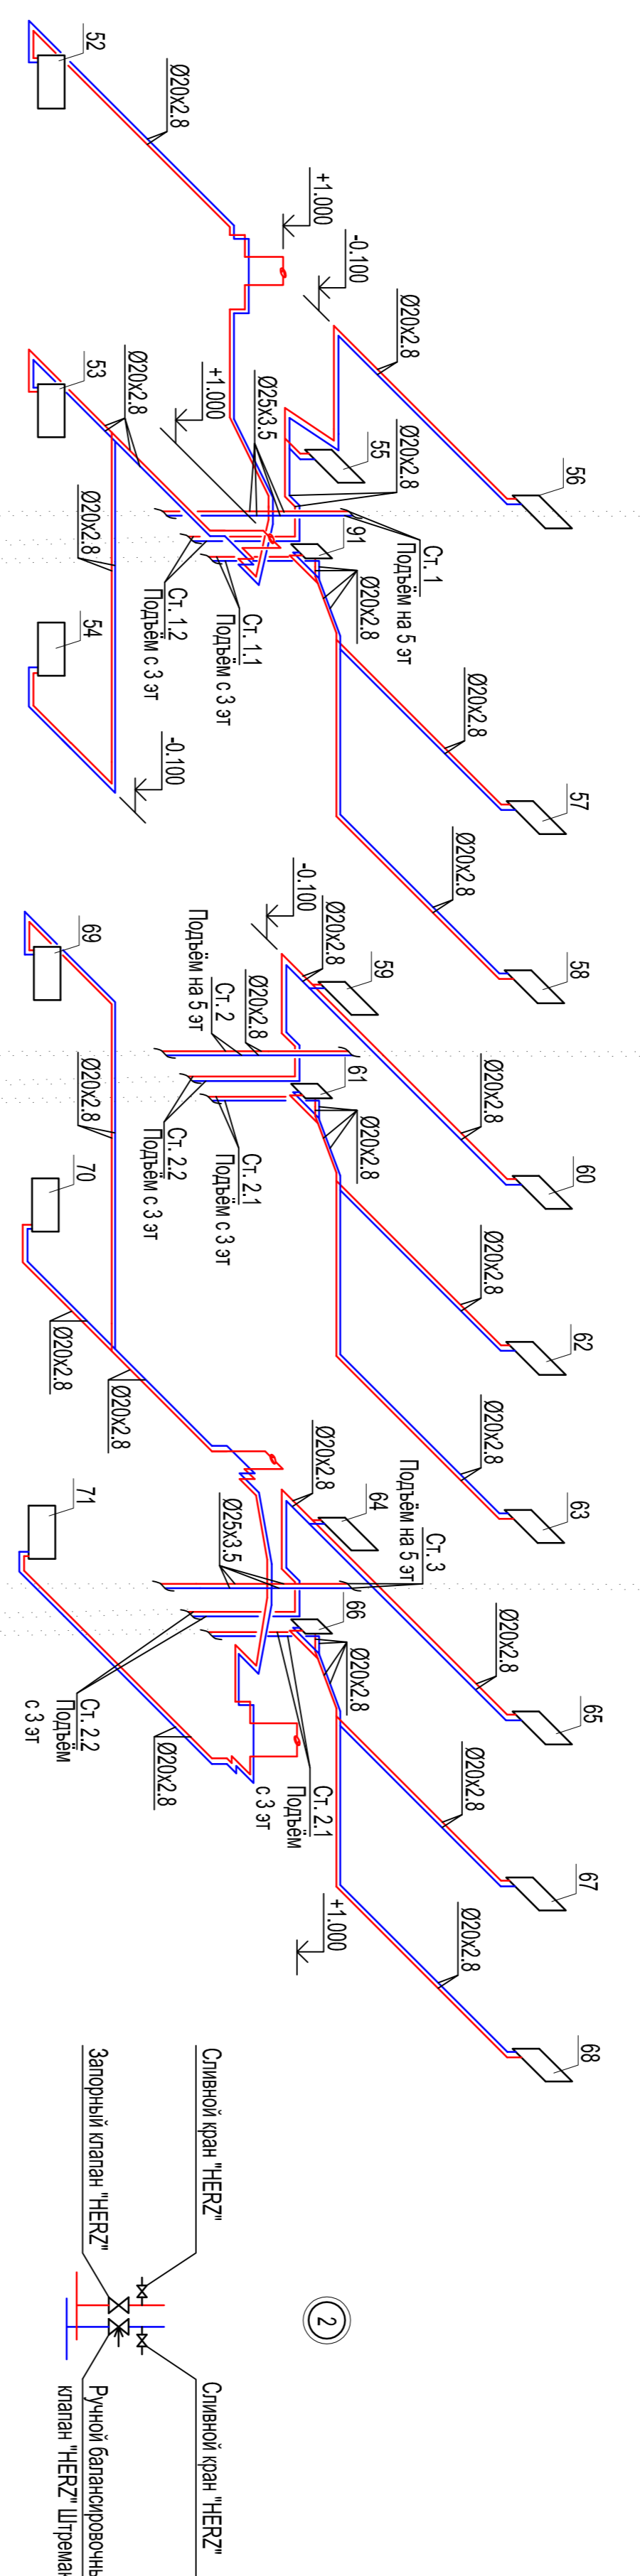 52
Ø20x2.8
+1.000
-0.100
Ø20x2.8
56
53
Ø20x2.8
+1.000
Ø25x3.5
Ø20x2.8
55
91
Ст. 1
Подъём на 5 эт
Ø20x2.8
Ø20x2.8
54
Ст. 1.2
Подъём с 3 эт
Ст. 1.1
Подъём с 3 эт
-0.100
Ø20x2.8
57
Ø20x2.8
58
69
Ø20x2.8
-0.100
Ø20x2.8
59
Подъём на 5 эт
Ст. 2
Ø20x2.8
61
Ø20x2.8
Ø20x2.8
60
70
Ст. 2.2
Подъём с 3 эт
Ст. 2.1
Подъём с 3 эт
Ø20x2.8
62
Ø20x2.8
Ø20x2.8
Ø20x2.8
63
71
Ø25x3.5
Ø20x2.8
64
Подъём на 5 эт
Ст. 3
66
Ø20x2.8
Ø20x2.8
65
Ст. 2.2
Подъём
с 3 эт
Ø20x2.8
Ст. 2.1
Подъём
с 3 эт
+1.000
Ø20x2.8
67
Ø20x2.8
68
Сливной кран "HERZ"
Запорный клапан "HERZ"
2
Сливной кран "HERZ"
Ручной балансировочны
клапан "HERZ" Штреман